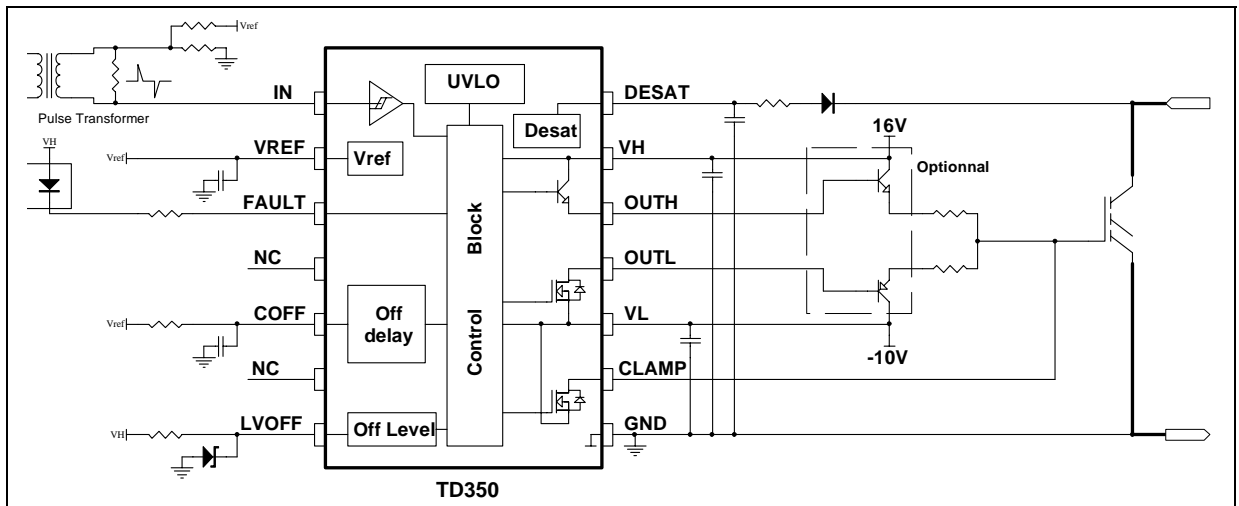 Vref
Pulse Transformer
IN
UVLO
DESAT
Desat
VH
Vref
VREF
Vref
VH
16V
Optionnal
FAULT
OUTH
Control Block
NC
OUTL
Vref
COFF
Off delay
VL
-10V
NC
CLAMP
VH
LVOFF
Off Level
GND
TD350